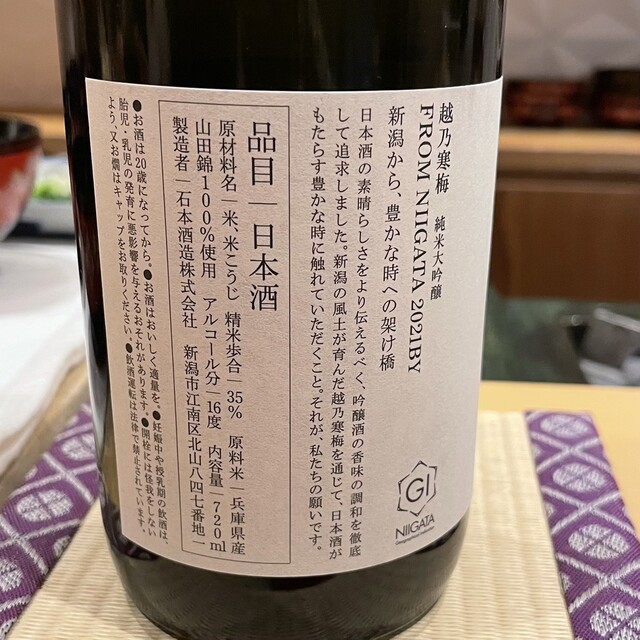 越乃寒梅 純米大吟醸
FROM NIIGATA 2021BY
新潟から、豊かな時への架け橋
日本酒の素晴らしさをより伝えるべく、吟醸酒の香味の調和を徹底
して追求しました。新潟の風土が育んだ越乃寒梅を通じて、日本酒が
もたらす豊かな時に触れていただくこと。それが、私たちの願いです。
GI
NIIGATA
Geographical Indication
品目|日本酒
原材料名|米、米こうじ 精米歩合|35% 原料米|兵庫県産
山田錦100%使用 アルコール分|16度 内容量|720ml
製造者|石本酒造株式会社 新潟市江南区北山八四七番地一
●お酒は20歳になってから。●お酒はおいしく適量を。●妊娠中や授乳期の飲酒は、
胎児・乳児の発育に悪影響を与えるおそれがあります。●開栓には怪我をしない
よう、又お燗はキャップをお取りください。●飲酒運転は法律で禁止されています。